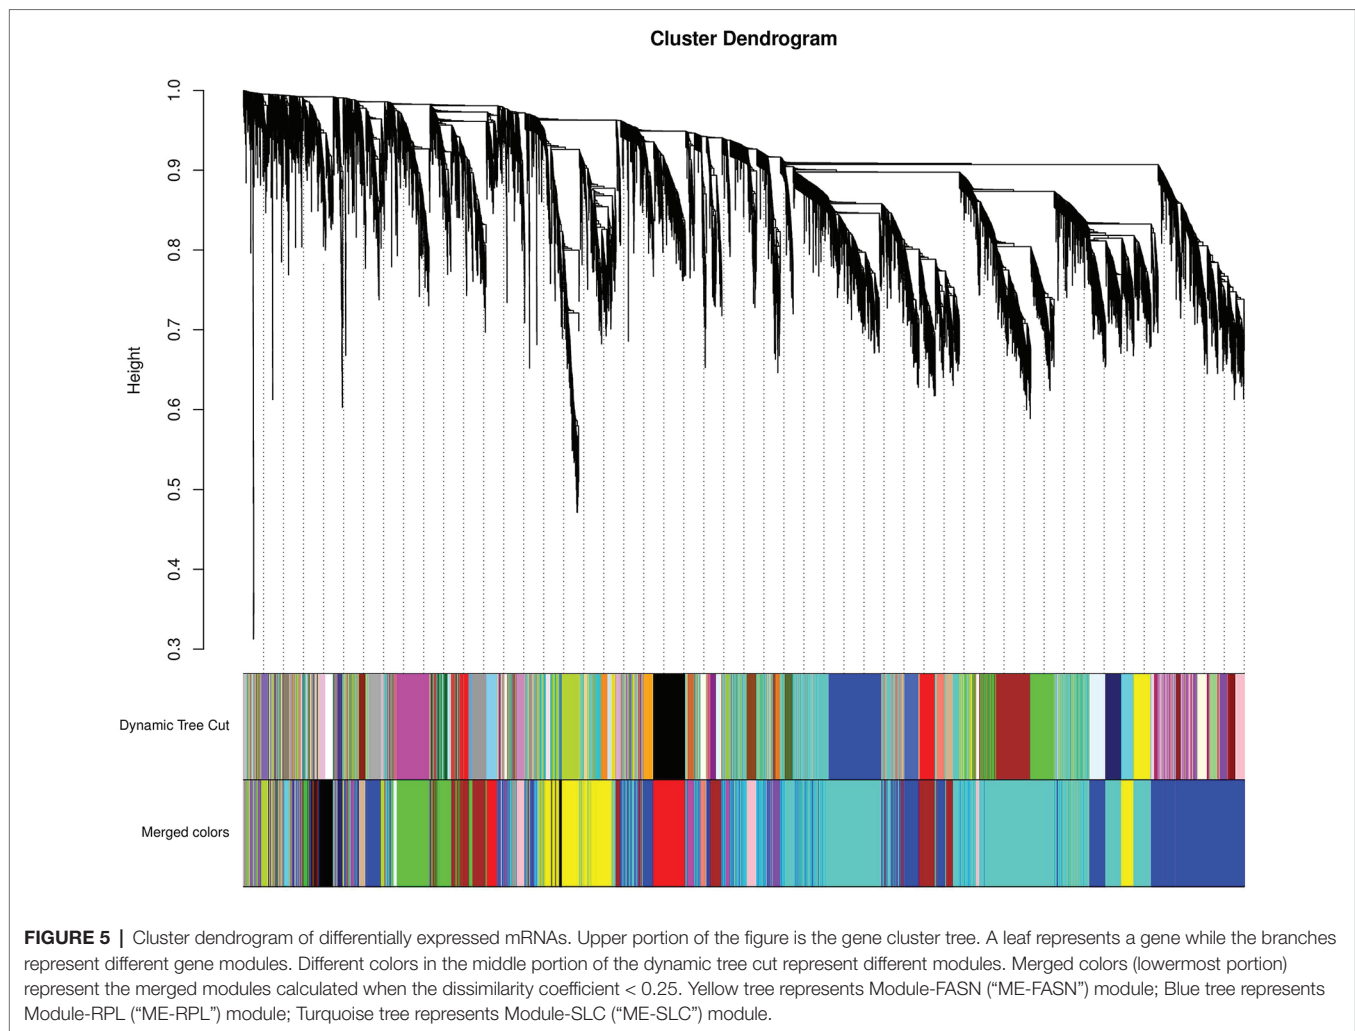 Cluster Dendrogram
1.0
0.9
0.8
0.7
0.6
0.5
0.4
0.3
Height
Dynamic Tree Cut
Merged colors
FIGURE 5 | Cluster dendrogram of differentially expressed mRNAs. Upper portion of the figure is the gene cluster tree. A leaf represents a gene while the branches
represent different gene modules. Different colors in the middle portion of the dynamic tree cut represent different modules. Merged colors (lowermost portion)
represent the merged modules calculated when the dissimilarity coefficient < 0.25. Yellow tree represents Module-FASN (“ME-FASN”) module; Blue tree represents
Module-RPL (“ME-RPL”) module; Turquoise tree represents Module-SLC (“ME-SLC”) module.